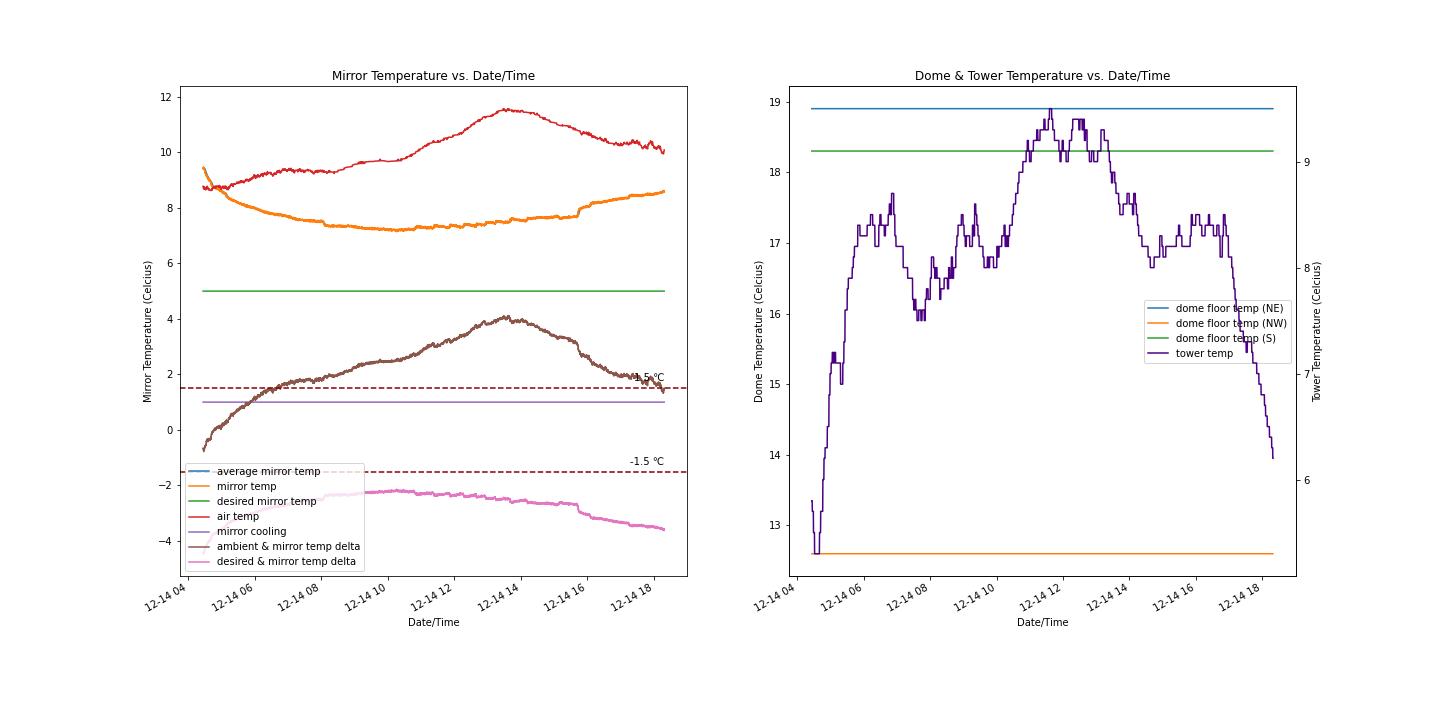 Mirror Temperature vs. Date/Time
12
10
8
6
4
2
0
−2
−4
Mirror Temperature (Celcius)
1.5 °C
-1.5 °C
average mirror temp
mirror temp
desired mirror temp
air temp
mirror cooling
ambient & mirror temp delta
desired & mirror temp delta
12-14 04
12-14 06
12-14 08
12-14 10
12-14 12
12-14 14
12-14 16
12-14 18
Date/Time
Dome & Tower Temperature vs. Date/Time
19
18
17
16
15
14
13
Dome Temperature (Celcius)
dome floor temp (NE)
dome floor temp (NW)
dome floor temp (S)
tower temp
9
8
7
6
Tower Temperature (Celcius)
12-14 04
12-14 06
12-14 08
12-14 10
12-14 12
12-14 14
12-14 16
12-14 18
Date/Time